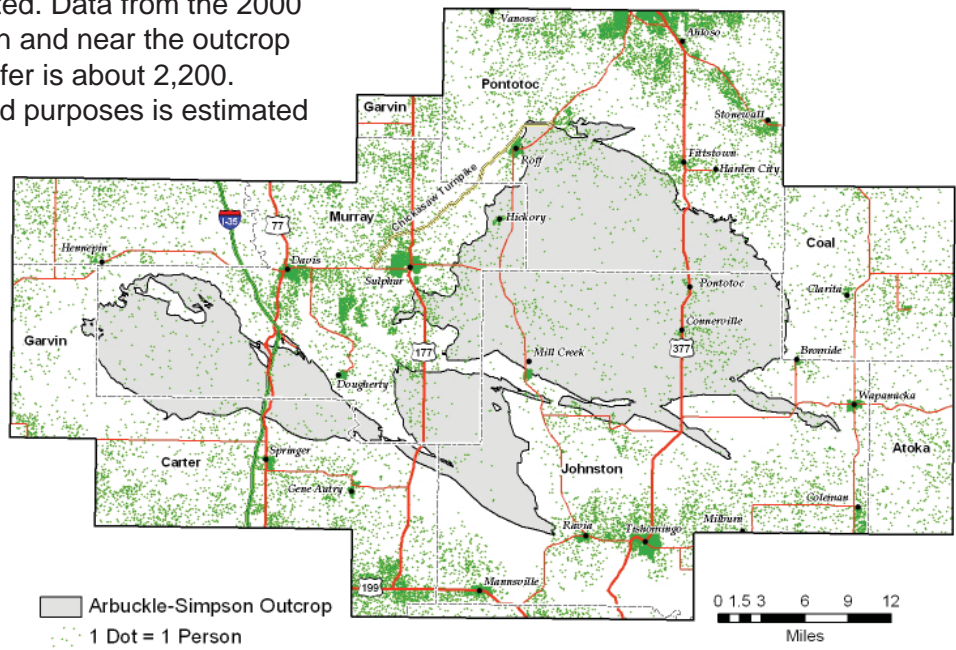 ted. Data from the 2000
n and near the outcrop
fer is about 2,200.
d purposes is estimated
Vanoss
Ahloso
Pontotoc
Garvin
Stonewall
Roff
Fittstown
Harden City
Chickasaw Turnpike
I-35
77
Murray
Hickory
Coal
Hennepin
Davis
Sulphur
Pontotoc
Clarita
Garvin
Connerville
177
377
Mill Creek
Bromide
Dougherty
Wapanucka
Carter
Springer
Johnston
Atoka
Gene Autry
Coleman
Ravia
Tishomingo
Milburn
199
Mannsville
Arbuckle-Simpson Outcrop
1 Dot = 1 Person
0 1.5 3 6 9 12
Miles